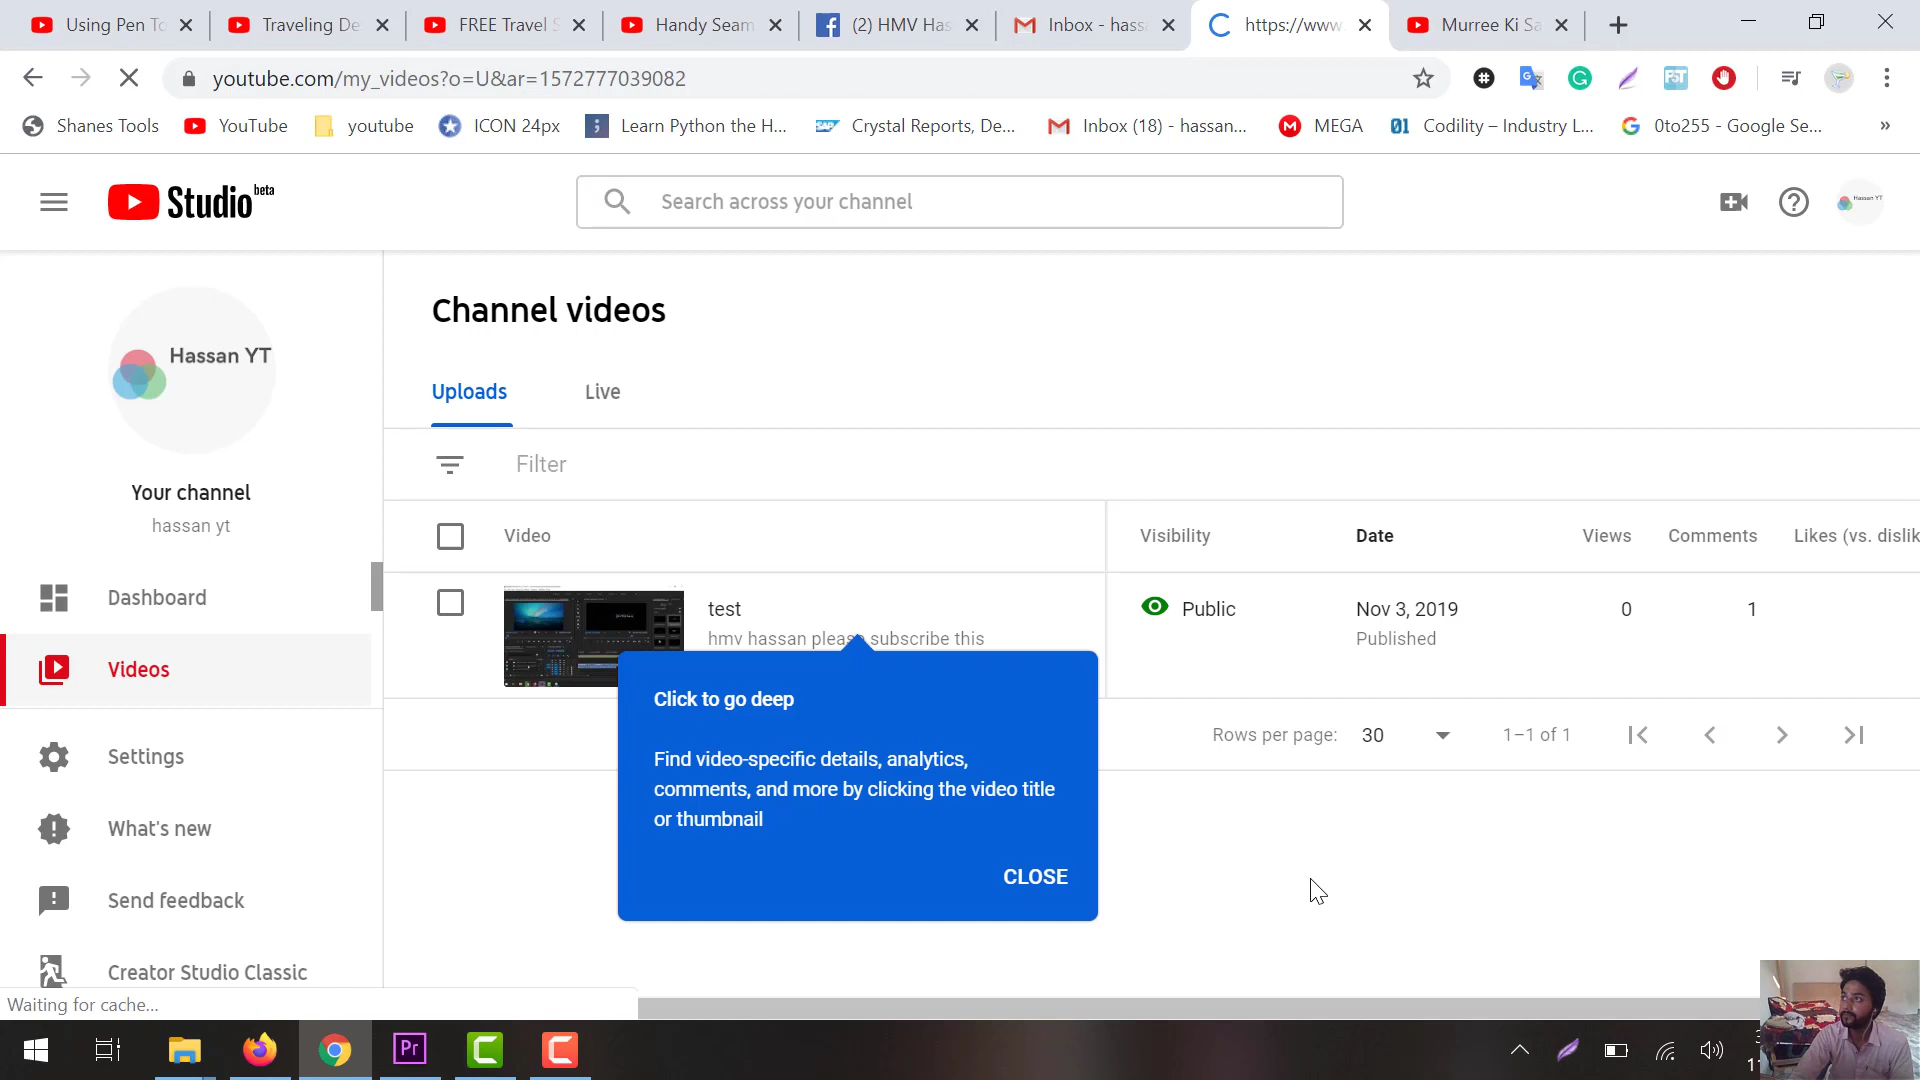 Using Pen To
Traveling De
FREE Travel S
Handy Seam
(2) HMV Has
Inbox - hass
https://www.
Murree Ki Sa
youtube.com/my_videos?o=U&ar=1572777039082
Shanes Tools
YouTube
youtube
ICON 24px
Learn Python the H...
Crystal Reports, De...
Inbox (18) - hassan...
MEGA
Codility – Industry L...
0to255 - Google Se...
»
Studio beta
Search across your channel
Hassan YT
Hassan YT
Channel videos
Uploads
Live
Your channel
hassan yt
Filter
Video
Visibility
Date
Views
Comments
Likes (vs. dislik
Dashboard
test
Public
Nov 3, 2019
0
1
hmv hassan please subscribe this
Published
Videos
Click to go deep
Rows per page:
30
1–1 of 1
Settings
Find video-specific details, analytics,
comments, and more by clicking the video title
or thumbnail
What's new
CLOSE
Send feedback
Creator Studio Classic
Waiting for cache...
Pr